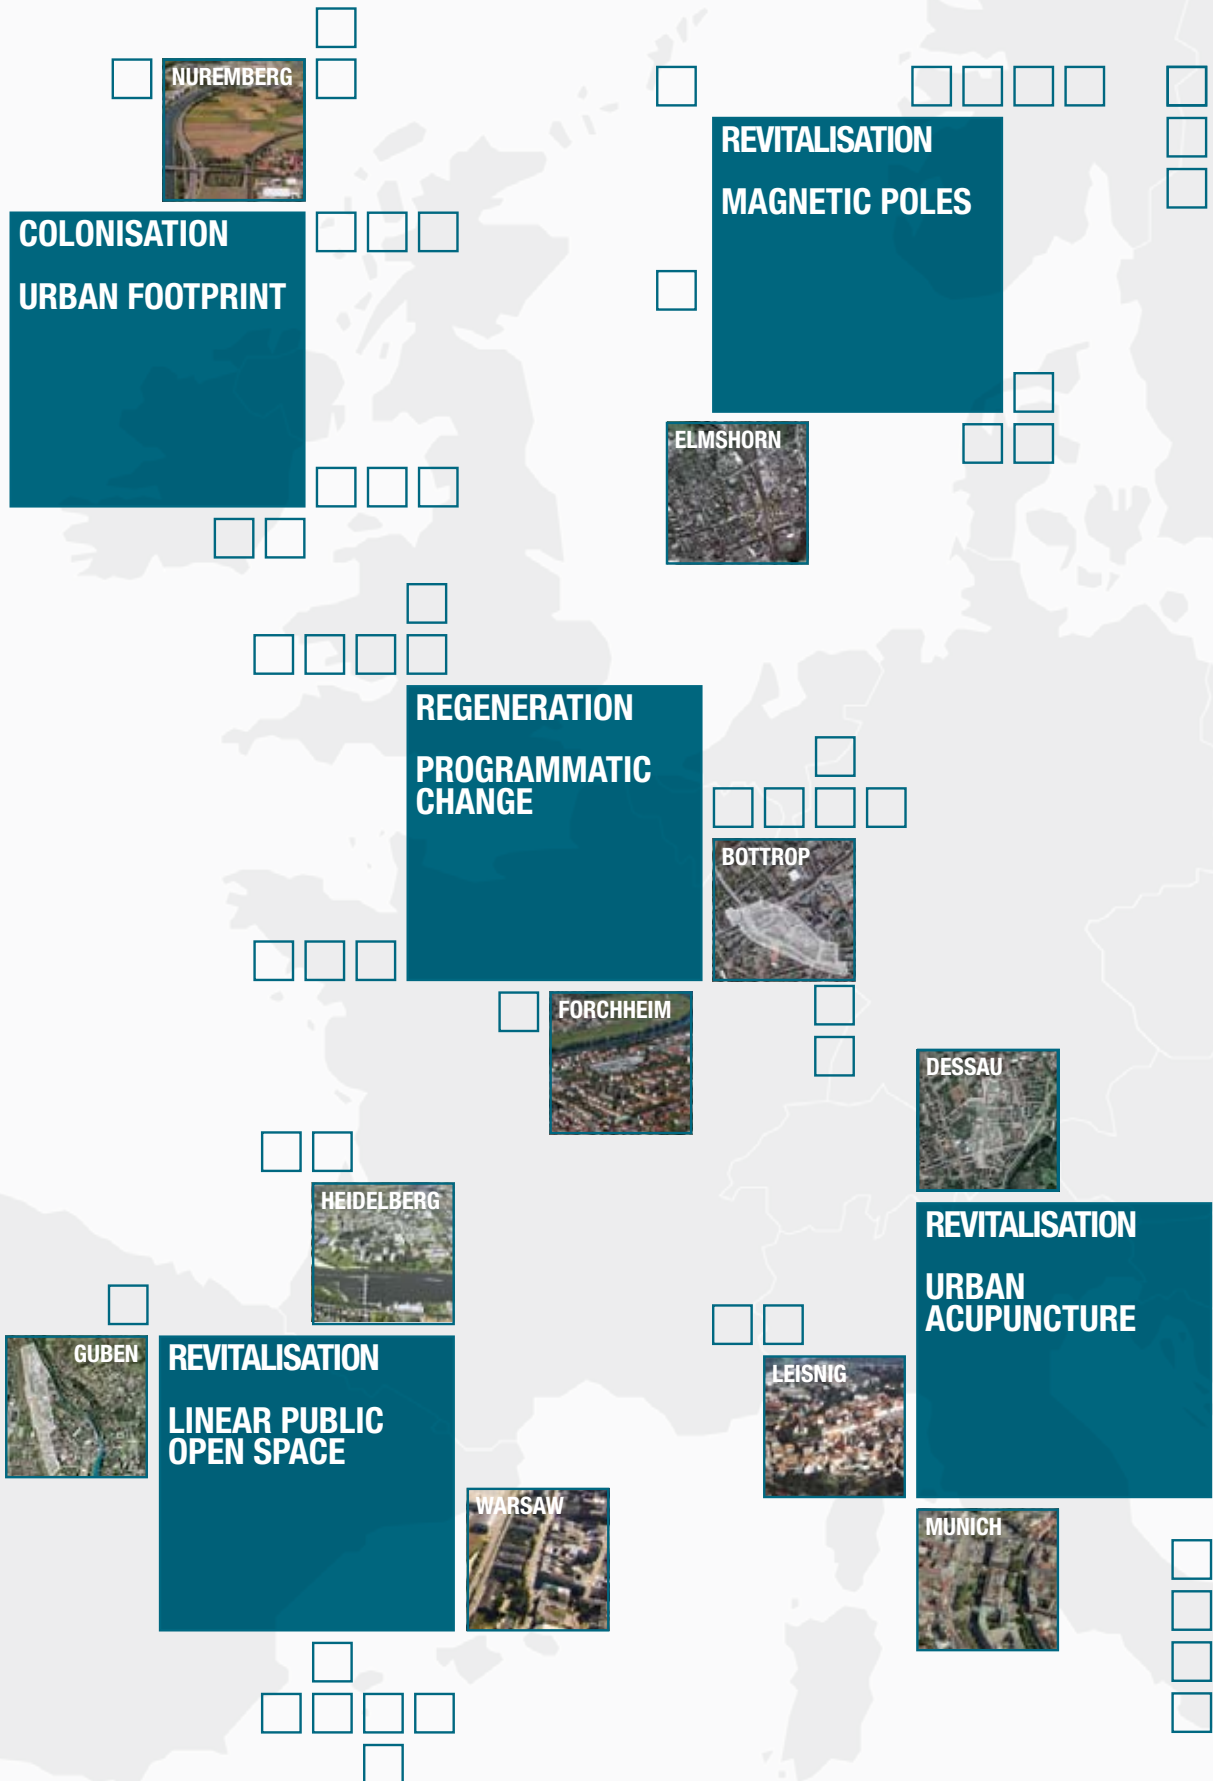 NUREMBERG
COLONISATION
URBAN FOOTPRINT
REVITALISATION
MAGNETIC POLES
ELMSHORN
REGENERATION
PROGRAMMATIC
CHANGE
BOTTROP
FORCHHEIM
DESSAU
HEIDELBERG
REVITALISATION
URBAN
ACUPUNCTURE
GUBEN
REVITALISATION
LINEAR PUBLIC
OPEN SPACE
LEISNIG
WARSAW
MUNICH